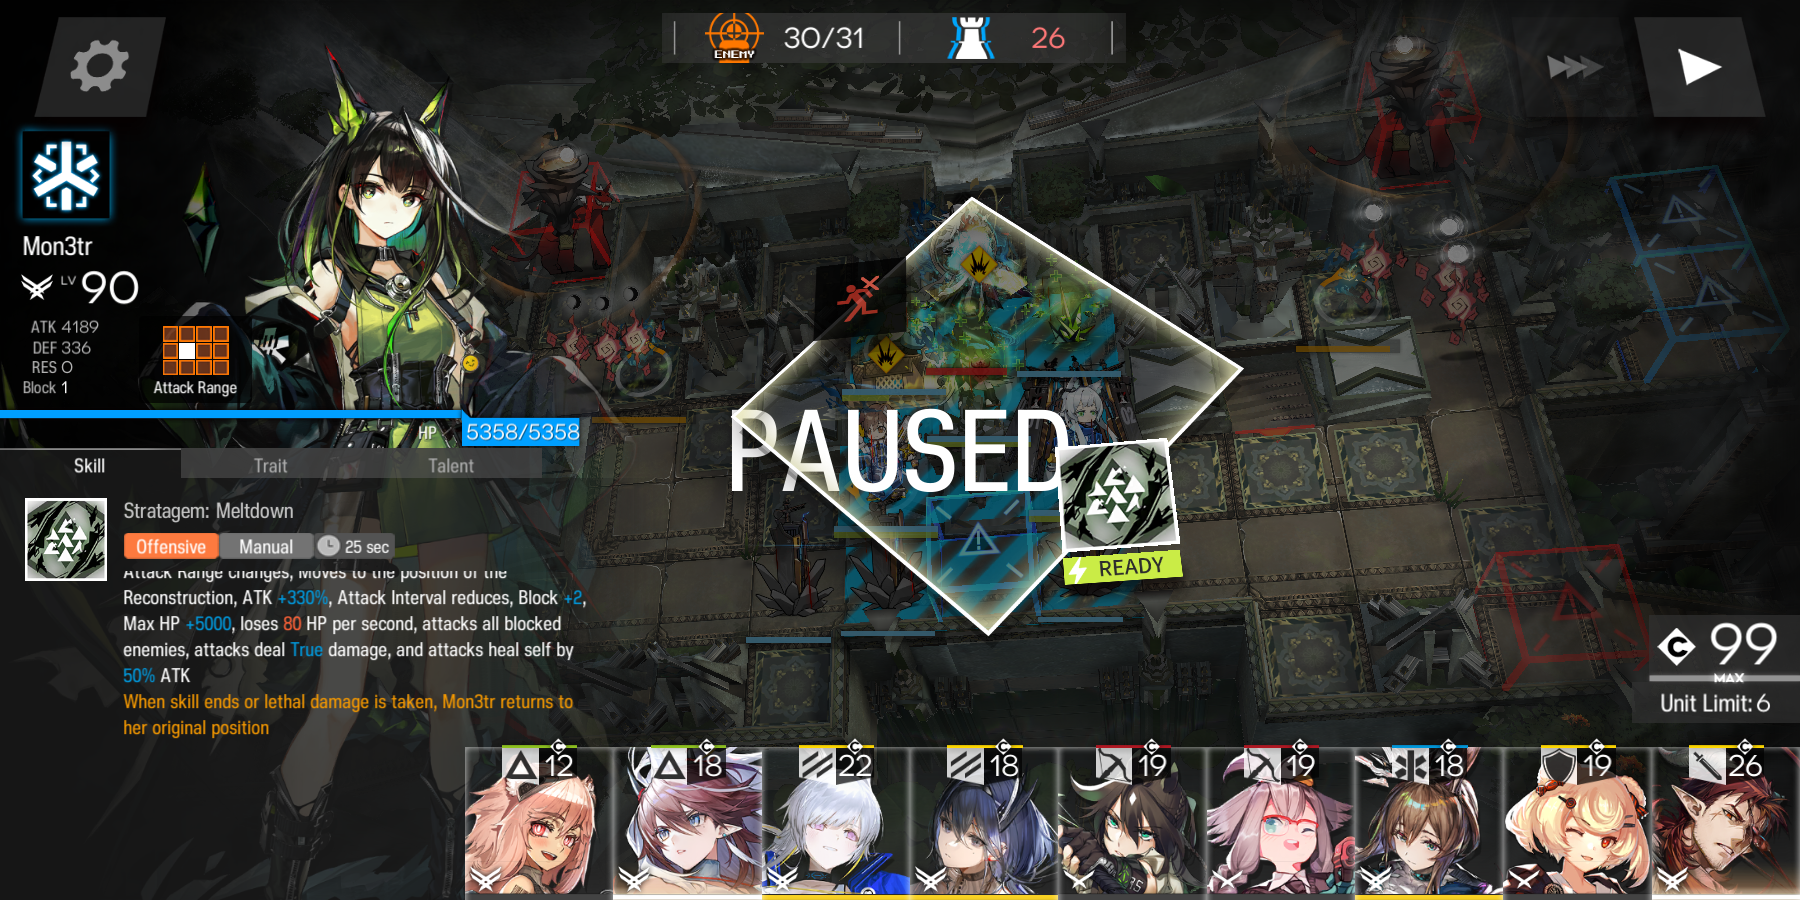 ENEMY
30/31
26
Mon3tr
LV 90
ATK 4189
DEF 336
RES 0
Block 1
Attack Range
HP 5358/5358
Skill
Trait
Talent
Stratagem: Meltdown
Offensive
Manual
25 sec
Attack Range changes, Moves to the position of the
Reconstruction, ATK +330%, Attack Interval reduces, Block +2,
Max HP +5000, loses 80 HP per second, attacks all blocked
enemies, attacks deal True damage, and attacks heal self by
50% ATK
When skill ends or lethal damage is taken, Mon3tr returns to
her original position
PAUSED
READY
C 99
MAX
Unit Limit: 6
C 12
C 18
C 22
C 18
C 19
C 19
C 18
C 19
C 26